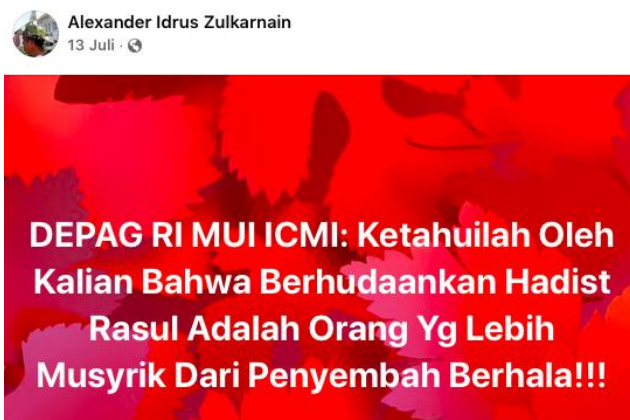 Alexander Idrus Zulkarnain
13 Juli ·
DEPAG RI MUI ICMI: Ketahuilah Oleh
Kalian Bahwa Berhudaankan Hadist
Rasul Adalah Orang Yg Lebih
Musyrik Dari Penyembah Berhala!!!